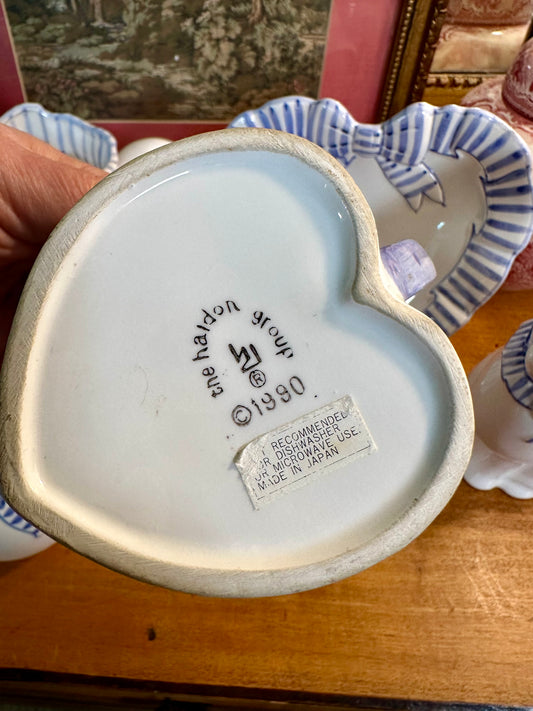 the haldon group
®
©1990
RECOMMENDED
OR DISHWASHER
OR MICROWAVE USE.
MADE IN JAPAN